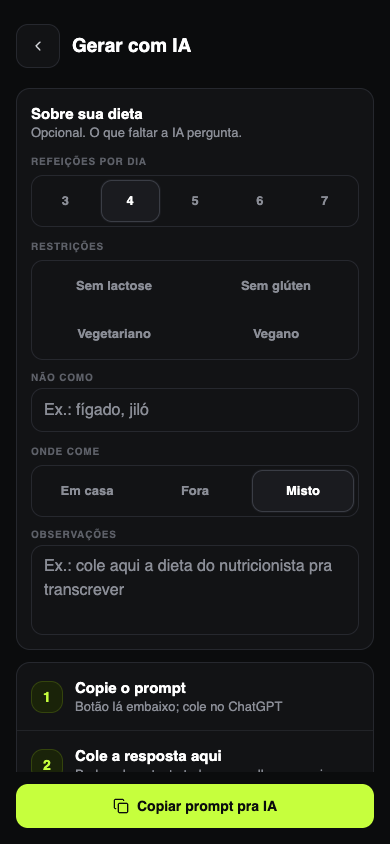 Gerar com IA
Sobre sua dieta
Opcional. O que faltar a IA pergunta.
REFEIÇÕES POR DIA
3 4 5 6 7
RESTRIÇÕES
Sem lactose Sem glúten
Vegetariano Vegano
NÃO COMO
Ex.: fígado, jiló
ONDE COME
Em casa Fora Misto
OBSERVAÇÕES
Ex.: cole aqui a dieta do nutricionista pra
transcrever
1 Copie o prompt
Botão lá embaixo; cole no ChatGPT
2 Cole a resposta aqui
Copiar prompt pra IA